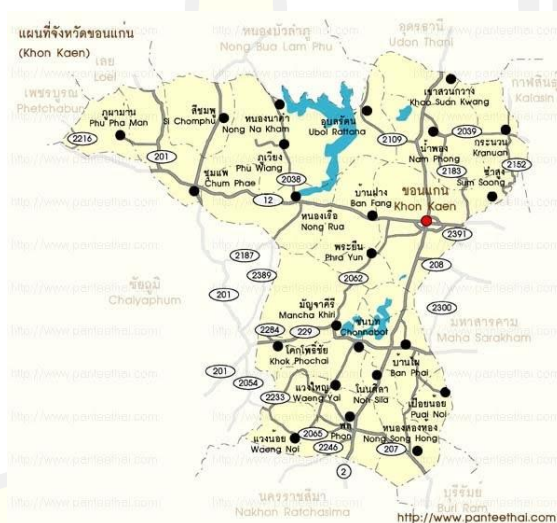 แผนที่จังหวัดขอนแก่น
(Khon Kaen)
หนองบัวลำภู
Nong Bua Lam Phu
อุดรธานี
Udon Thani
เลย
Loei
เพชรบูรณ์
Phetchabun
กาฬสินธุ์
Kalasin
ภูผาม่าน
Phu Pha Man
สีชมพู
Si Chomphu
หนองนาคำ
Nong Na Kham
อุบลรัตน์
Ubol Rattana
เขาสวนกวาง
Khao Suan Kwang
2216
201
2109
2039
น้ำพอง
Nam Phong
กระนวน
Kranuan
2152
ภูเวียง
Phu Wiang
2038
2183
ซำสูง
Sum Soong
ชุมแพ
Chum Phae
12
บ้านฝาง
Ban Fang
ขอนแก่น
Khon Kaen
หนองเรือ
Nong Rua
2391
พระยืน
Phra Yun
2187
2389
208
2062
ชัยภูมิ
Chaiyaphum
201
2300
มัญจาคีรี
Mancha Khiri
ชนบท
Chonnabot
มหาสารคาม
Maha Sarakham
2284
229
โคกโพธิ์ชัย
Khok Phochai
บ้านไผ่
Ban Phai
201
2054
แวงใหญ่
Waeng Yai
โนนศิลา
Non Sila
เปือยน้อย
Puai Noi
2233
พล
Phon
หนองสองห้อง
Nong Song Hong
2065
2246
แวงน้อย
Waeng Noi
207
2
นครราชสีมา
Nakhon Ratchasima
บุรีรัมย์
Buri Ram
http://www.panteethai.com